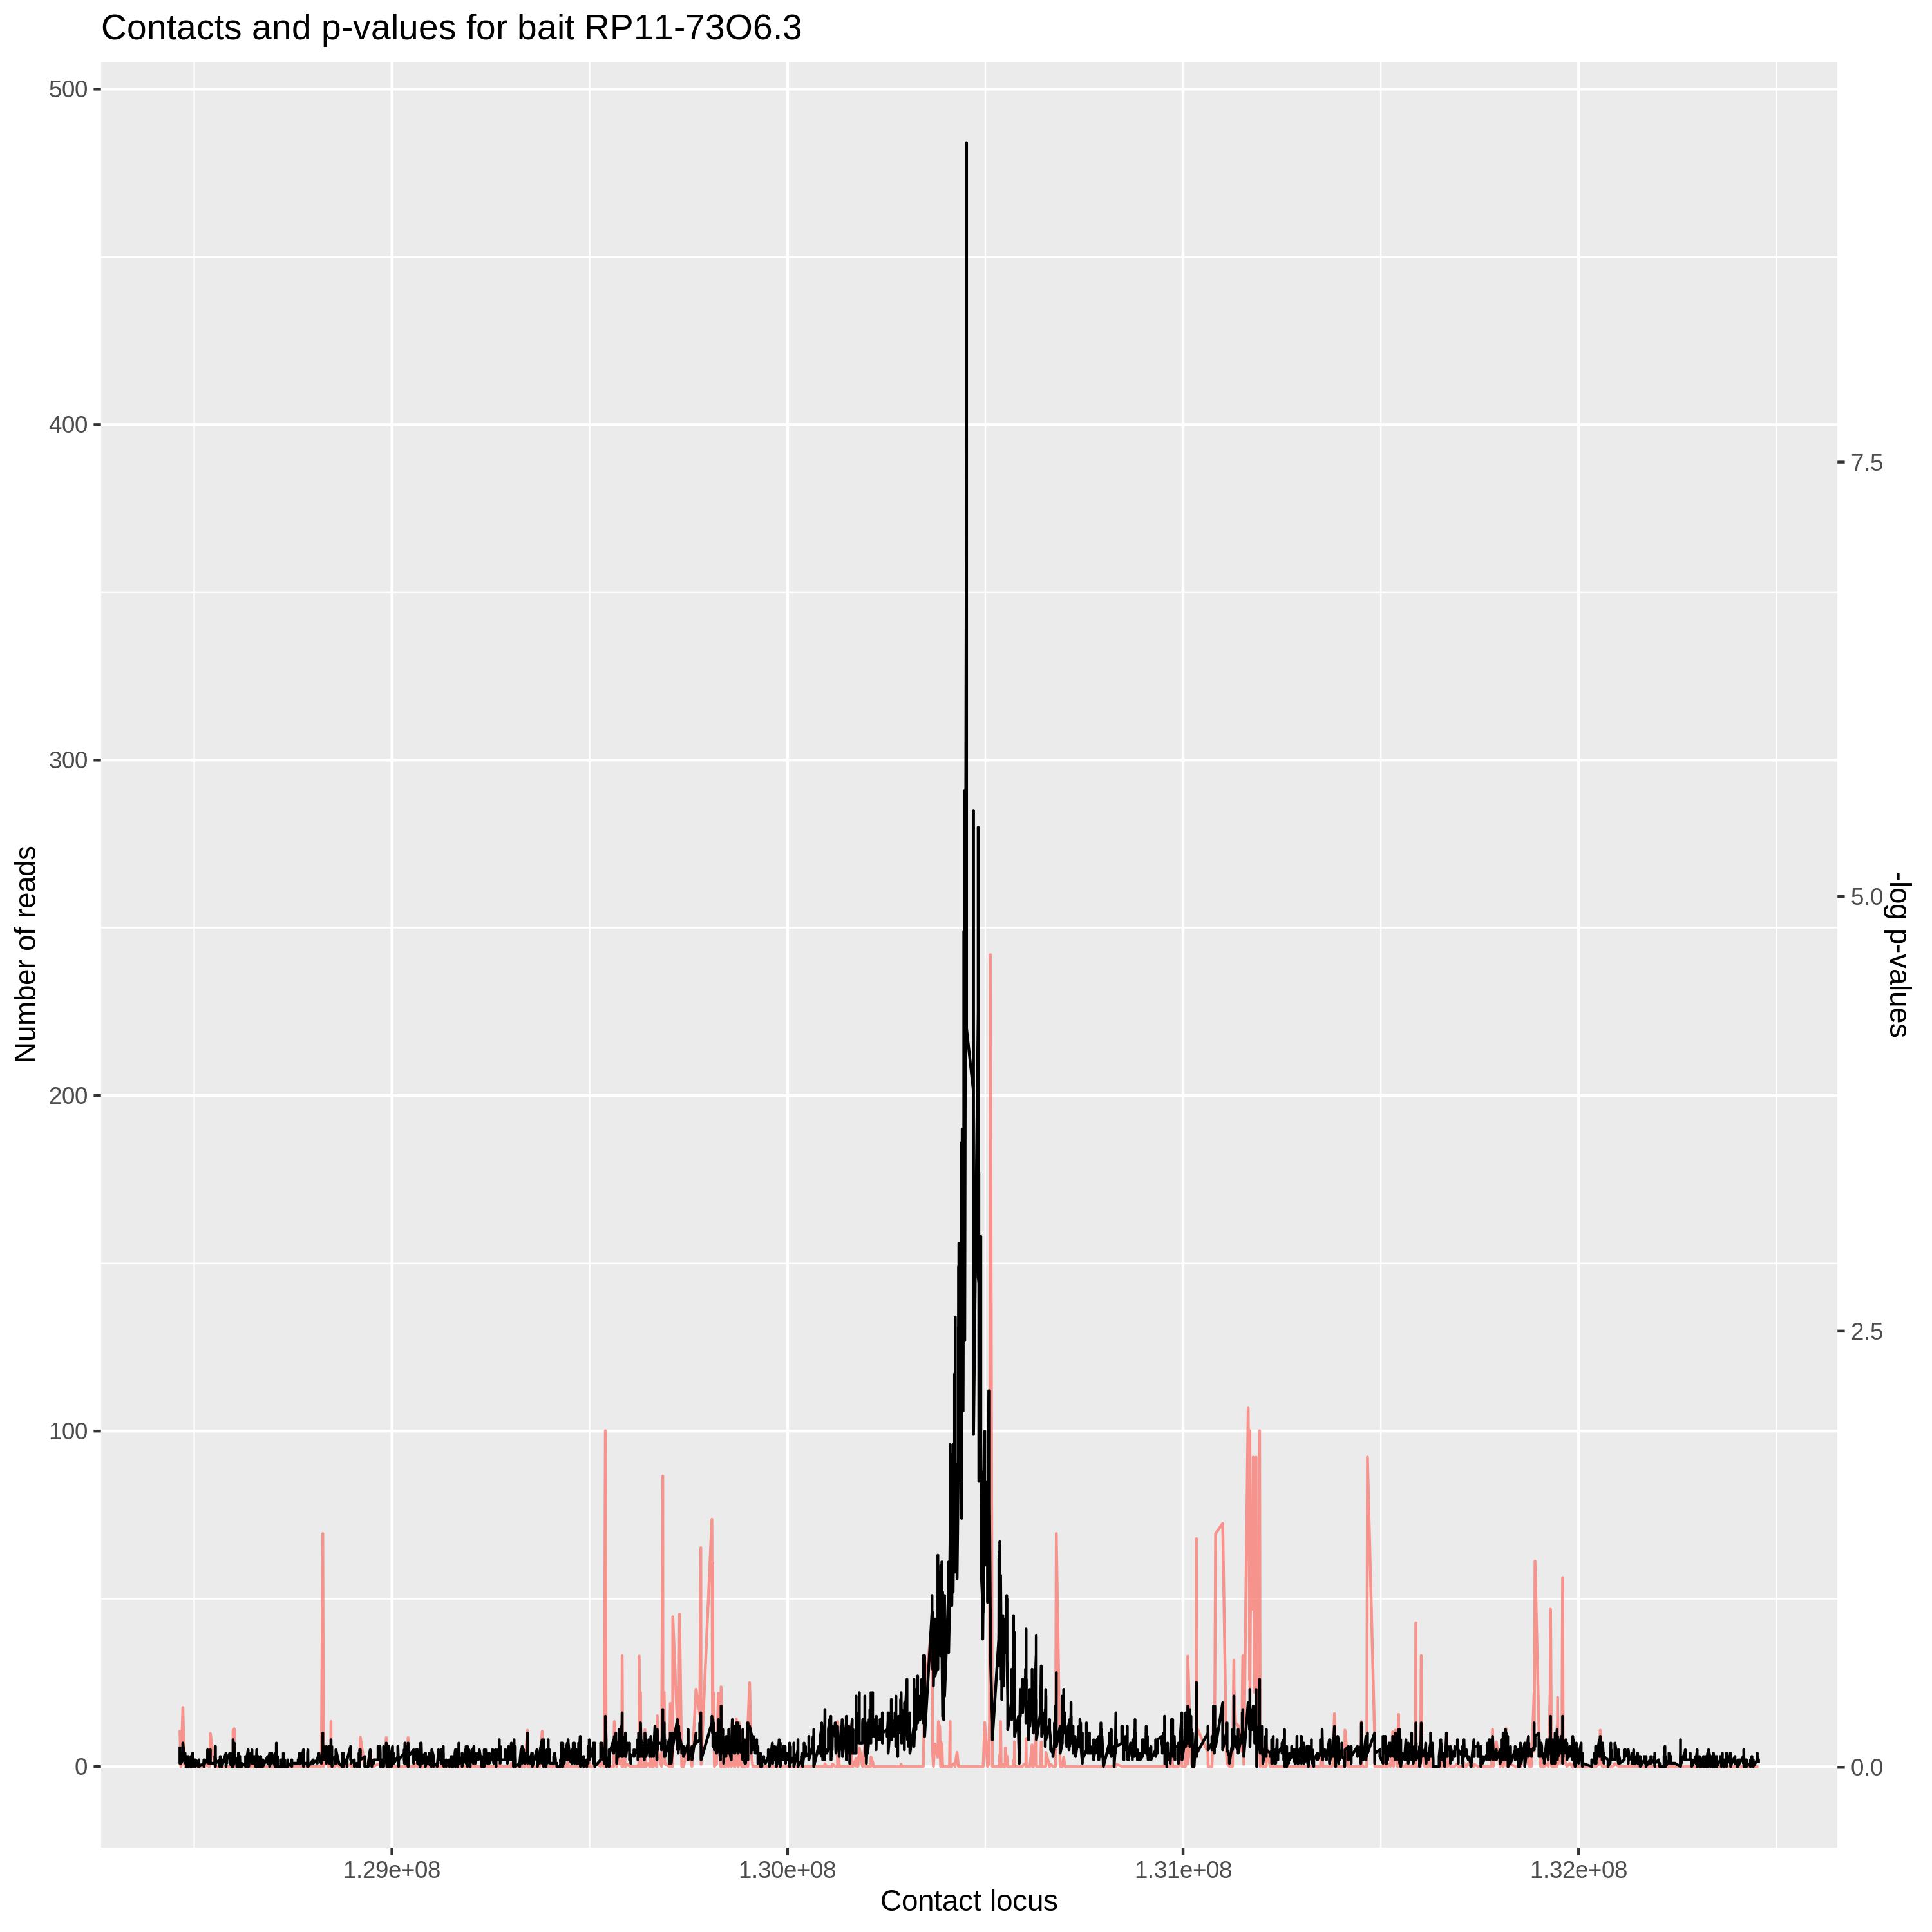 Contacts and p-values for bait RP11-73O6.3
500
400
300
200
100
0
Number of reads
7.5
5.0
2.5
0.0
-log p-values
1.29e+08
1.30e+08
1.31e+08
1.32e+08
Contact locus